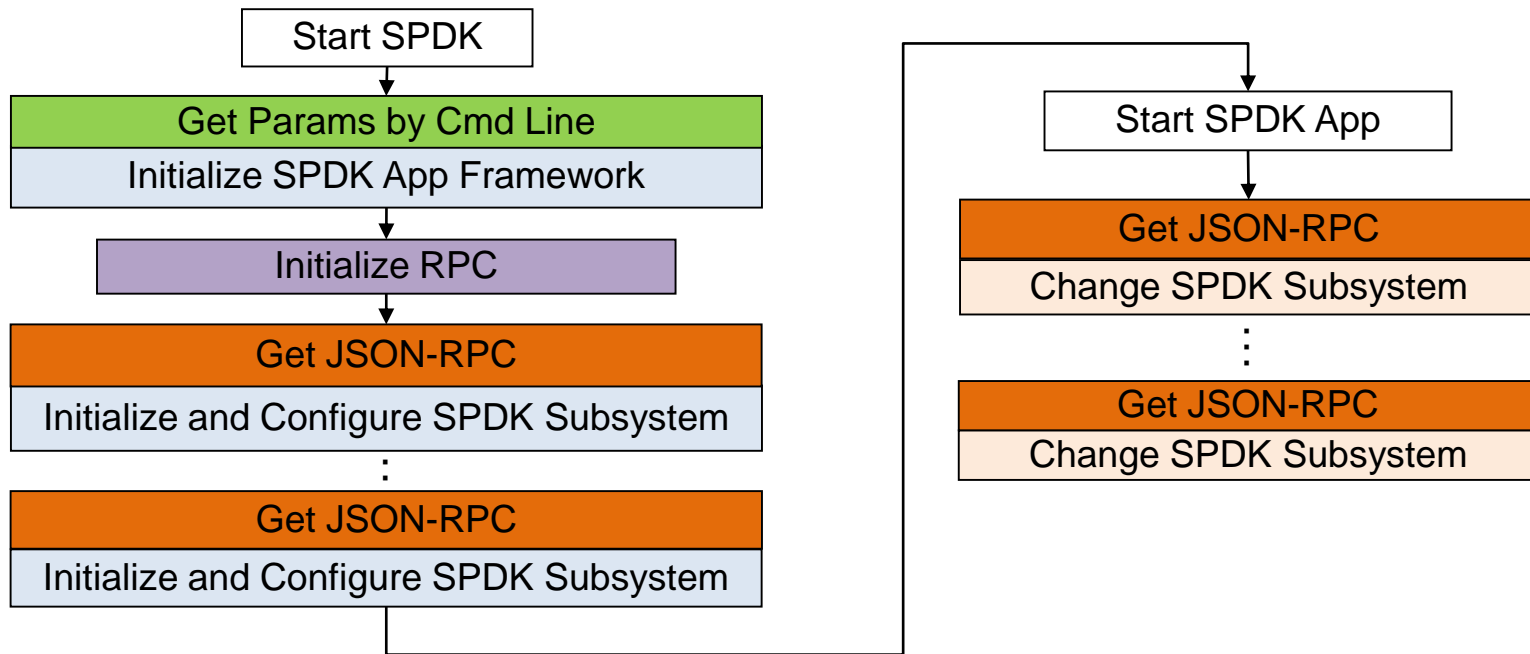 Start SPDK
Get Params by Cmd Line
Initialize SPDK App Framework
Initialize RPC
Get JSON-RPC
Initialize and Configure SPDK Subsystem
:
Get JSON-RPC
Initialize and Configure SPDK Subsystem
Start SPDK App
Get JSON-RPC
Change SPDK Subsystem
⋮
Get JSON-RPC
Change SPDK Subsystem